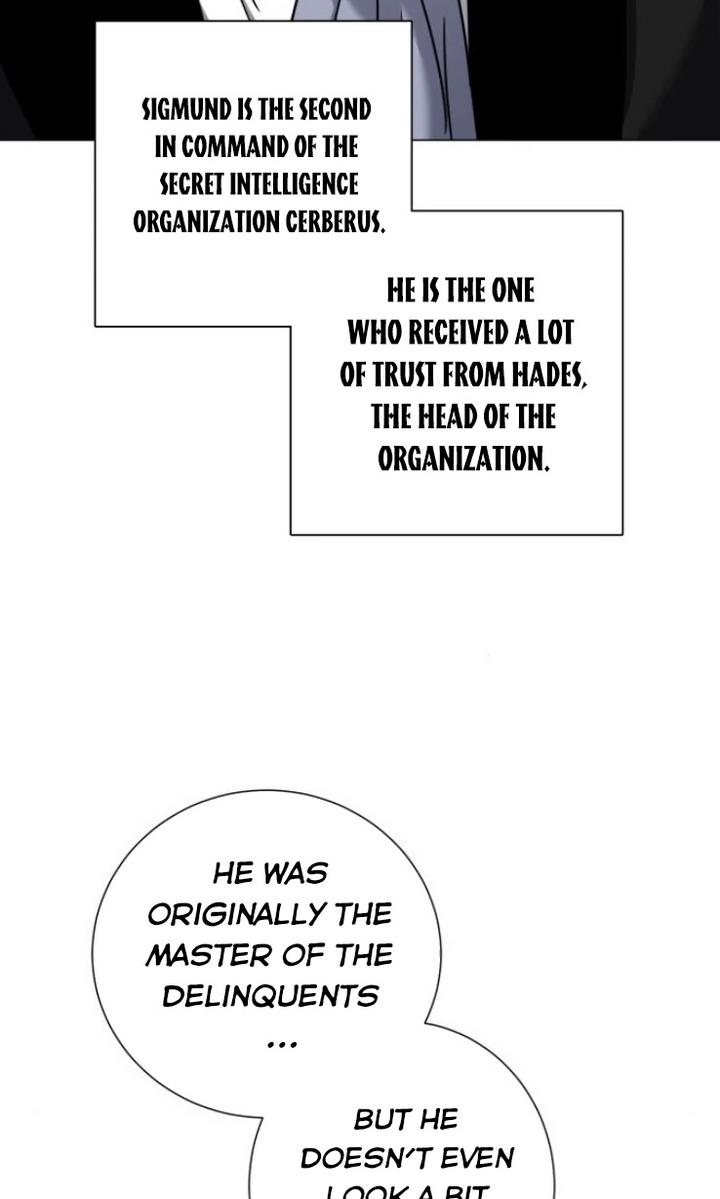 SIGMUND IS THE SECOND
IN COMMAND OF THE
SECRET INTELLIGENCE
ORGANIZATION CERBERUS.
HE IS THE ONE
WHO RECEIVED A LOT
OF TRUST FROM HADES,
THE HEAD OF THE
ORGANIZATION.
HE WAS
ORIGINALLY THE
MASTER OF THE
DELINQUENTS
...
BUT HE
DOESN'T EVEN
LOOK A BIT